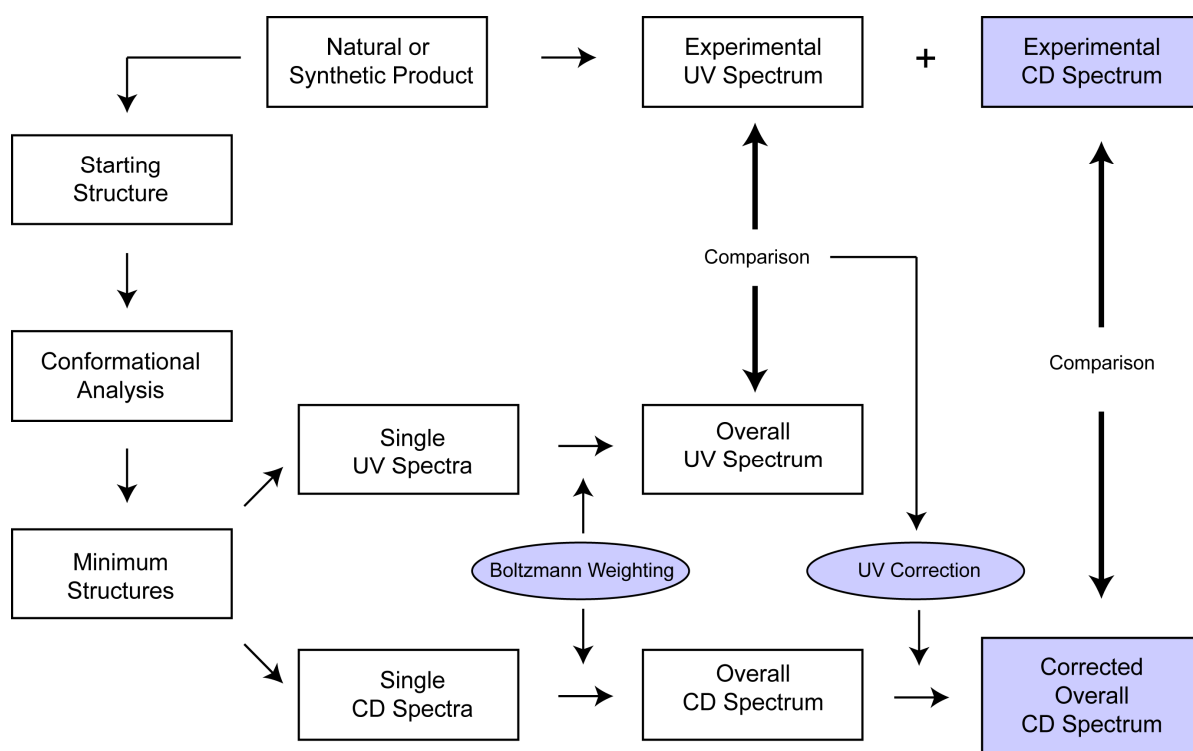 Natural or
Synthetic Product
Experimental
UV Spectrum
+
Experimental
CD Spectrum
Starting
Structure
Comparison
Conformational
Analysis
Comparison
Single
UV Spectra
Overall
UV Spectrum
Minimum
Structures
Boltzmann Weighting
UV Correction
Single
CD Spectra
Overall
CD Spectrum
Corrected
Overall
CD Spectrum